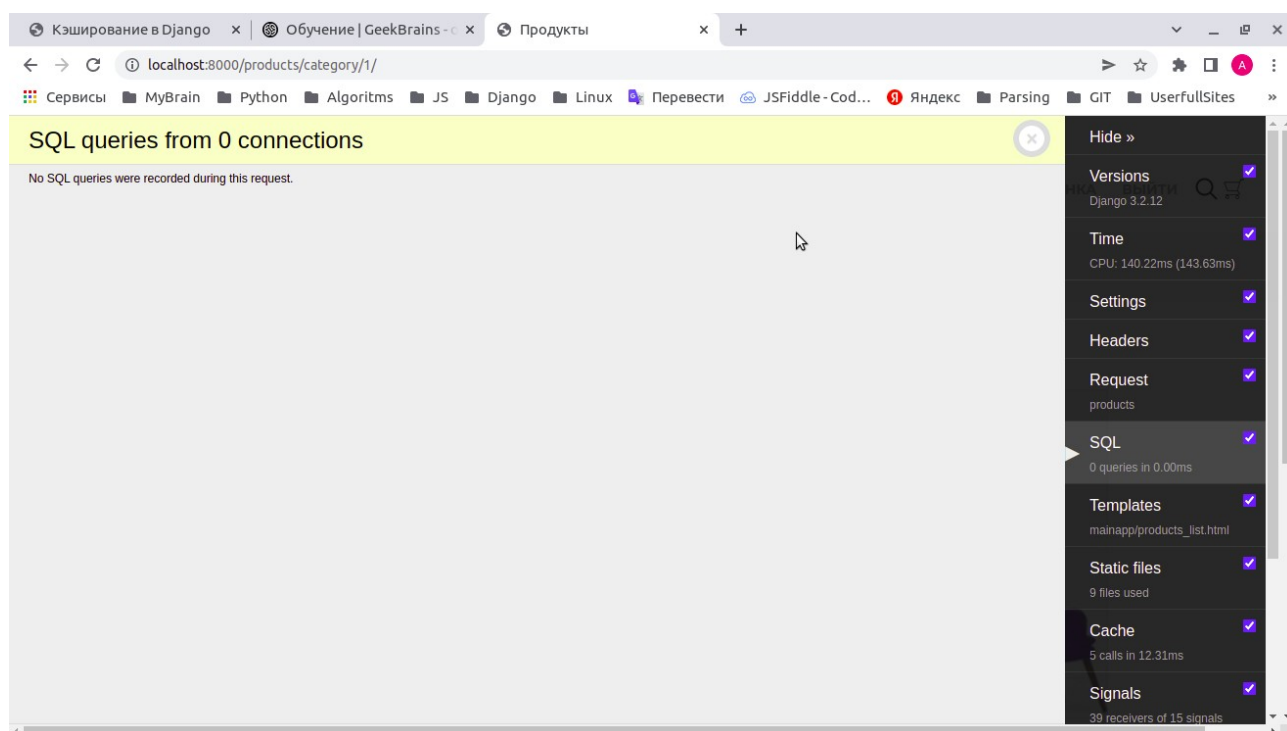 Кэширование в Django
Обучение | GeekBrains - о
Продукты
localhost:8000/products/category/1/
A
Сервисы MyBrain Python Algoritms JS Django Linux Перевести JSFiddle - Cod... Яндекс Parsing GIT UserfullSites »
SQL queries from 0 connections
No SQL queries were recorded during this request.
Hide »
Versions
Django 3.2.12
ВЫЙТИ
Time
CPU: 140.22ms (143.63ms)
Settings
Headers
Request
products
SQL
0 queries in 0.00ms
Templates
mainapp/products_list.html
Static files
9 files used
Cache
5 calls in 12.31ms
Signals
39 receivers of 15 signals